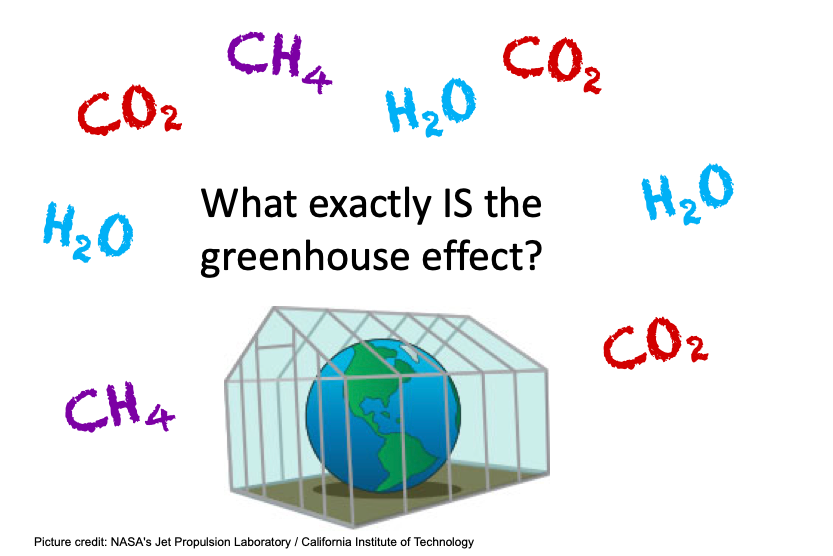 CH₄
CO₂
CO₂
H₂O
H₂O
What exactly IS the
greenhouse effect?
H₂O
CO₂
CH₄
Picture credit: NASA's Jet Propulsion Laboratory / California Institute of Technology